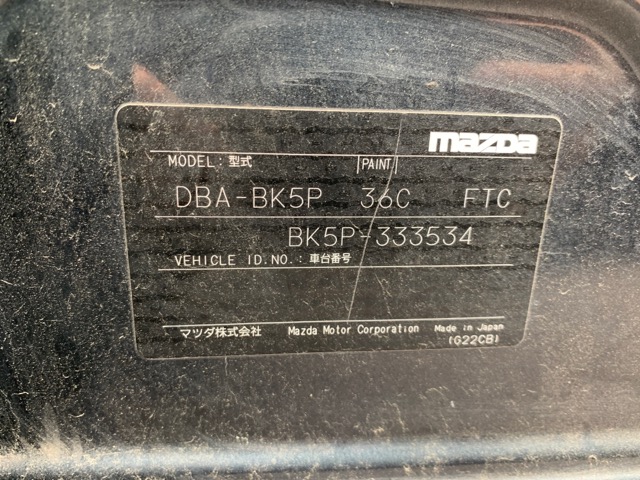 mazda
MODEL: 型式 PAINT
DBA-BK5P 36C FTC
BK5P-333534
VEHICLE ID.NO.: 車台番号
マツダ株式会社 Mazda Motor Corporation Made in Japan
(G22CB)